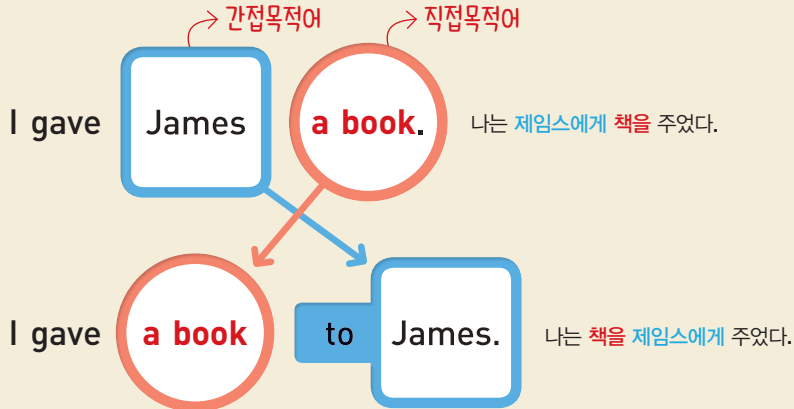 간접목적어 직접목적어
I gave James a book. 나는 제임스에게 책을 주었다.
I gave a book to James. 나는 책을 제임스에게 주었다.